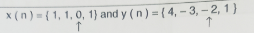 x ( n ) = { 1, 1, 0, 1} and y ( n ) = { 4, – 3, – 2, 1 }
↑ ↑